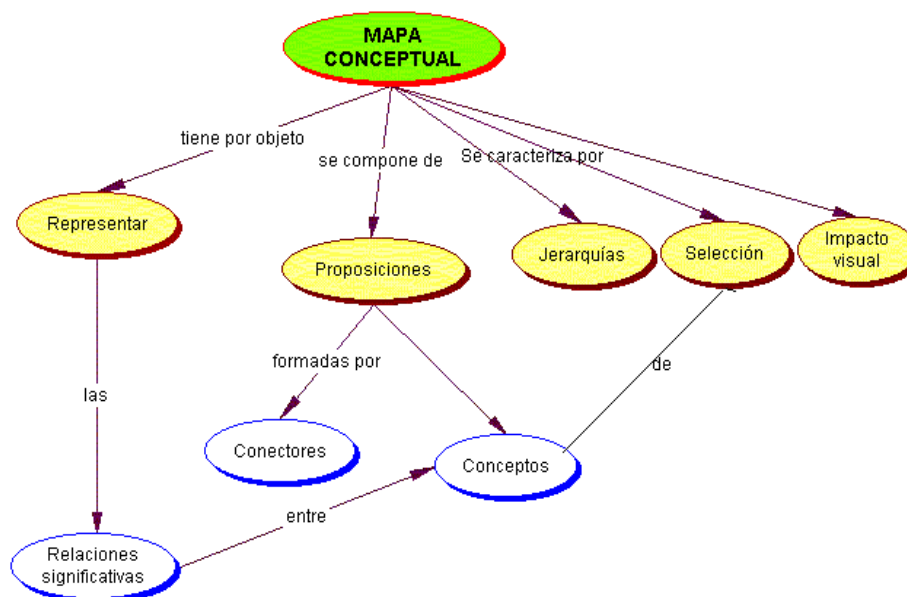 MAPA
CONCEPTUAL
tiene por objeto
se compone de
Se caracteriza por
Representar
Proposiciones
Jerarquías
Selección
Impacto
visual
formadas por
de
las
Conectores
Conceptos
entre
Relaciones
significativas